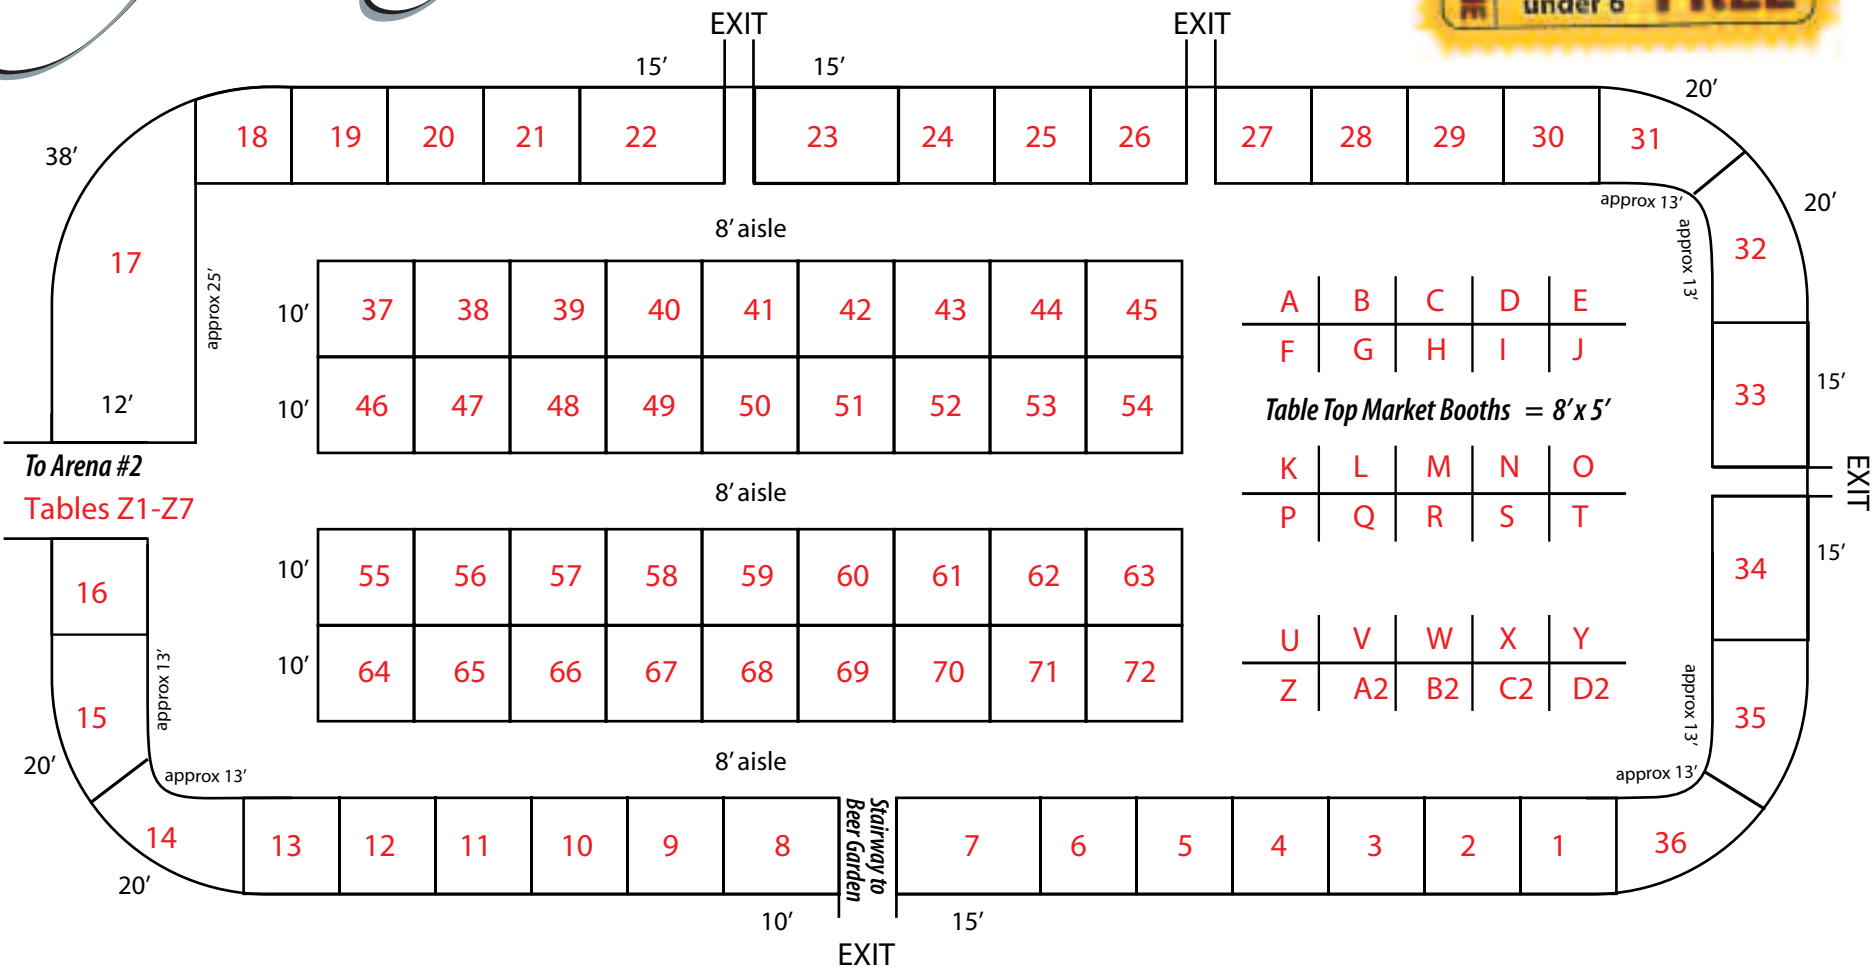 under 6 FREE
EXIT EXIT
15’ 15’ 20’
18 19 20 21 22 23 24 25 26 27 28 29 30 31
38’
approx 13’ 20’
8’ aisle
17 approx 25’ approx 13’ 32
10’ 37 38 39 40 41 42 43 44 45
A B C D E
F G H I J
12’
10’ 46 47 48 49 50 51 52 53 54
Table Top Market Booths = 8’ x 5’
33 15’
To Arena #2
Tables Z1-Z7
8’ aisle
K L M N O
P Q R S T
EXIT
10’ 55 56 57 58 59 60 61 62 63
34 15’
16
U V W X Y
Z A2 B2 C2 D2
10’ 64 65 66 67 68 69 70 71 72
15 approx 13’ approx 13’ 35
20’
approx 13’
8’ aisle
approx 13’
14 13 12 11 10 9 8
Stairway to
Beer Garden
7 6 5 4 3 2 1 36
20’
10’ 15’
EXIT